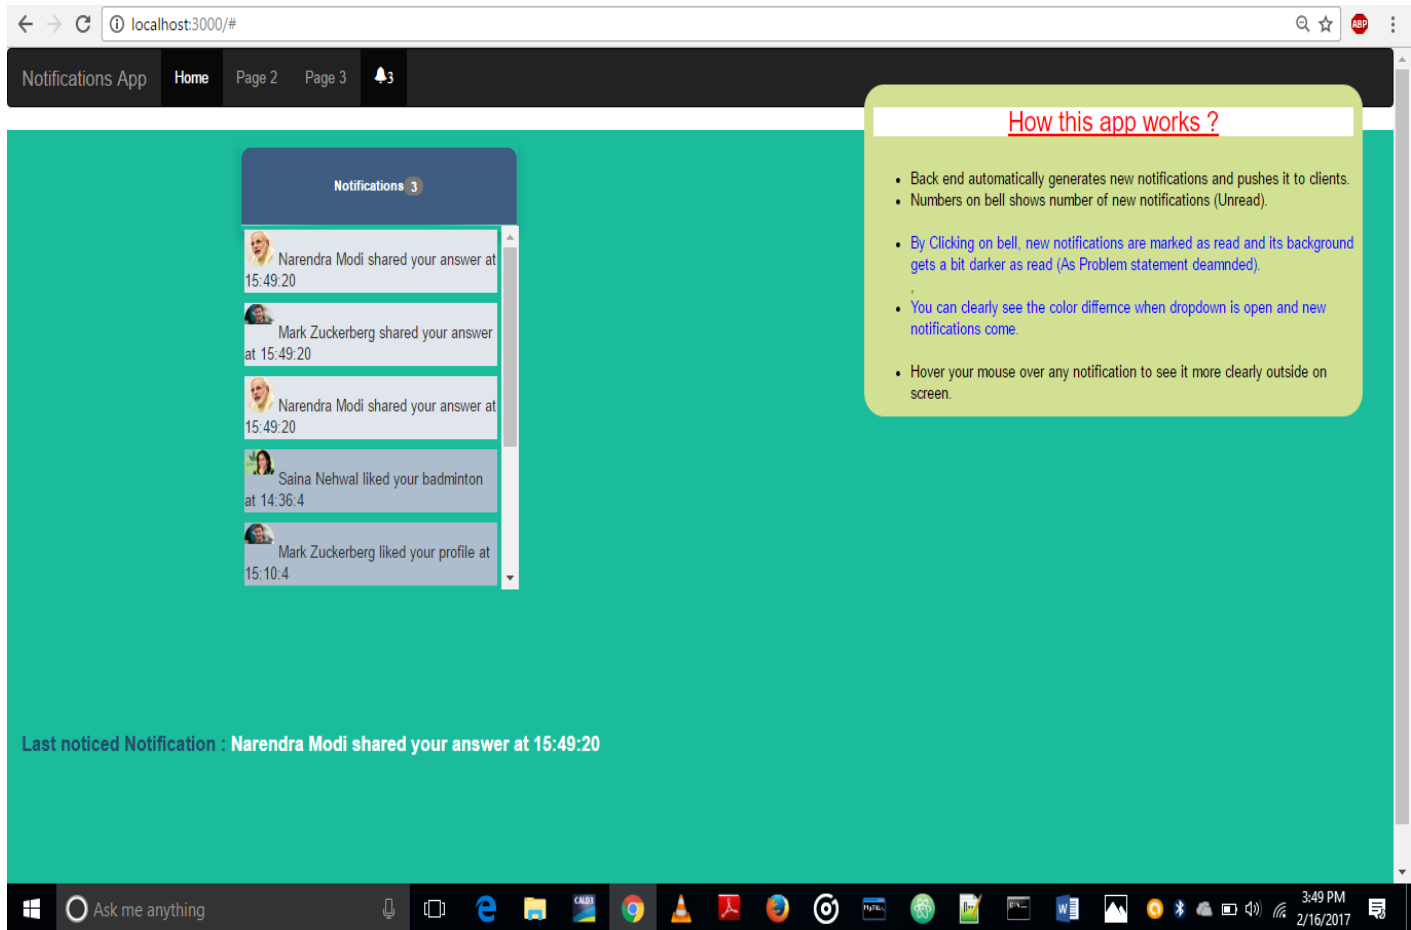 localhost:3000/#
ABP
Notifications App Home Page 2 Page 3 3
How this app works ?
Back end automatically generates new notifications and pushes it to clients.
Numbers on bell shows number of new notifications (Unread).
By Clicking on bell, new notifications are marked as read and its background
gets a bit darker as read (As Problem statement deamnded).
,
You can clearly see the color differnce when dropdown is open and new
notifications come.
Hover your mouse over any notification to see it more clearly outside on
screen.
Notifications 3
Narendra Modi shared your answer at
15:49:20
Mark Zuckerberg shared your answer
at 15:49:20
Narendra Modi shared your answer at
15:49:20
Saina Nehwal liked your badminton
at 14:36:4
Mark Zuckerberg liked your profile at
15:10:4
Last noticed Notification : Narendra Modi shared your answer at 15:49:20
Ask me anything
CALD3
3:49 PM
2/16/2017